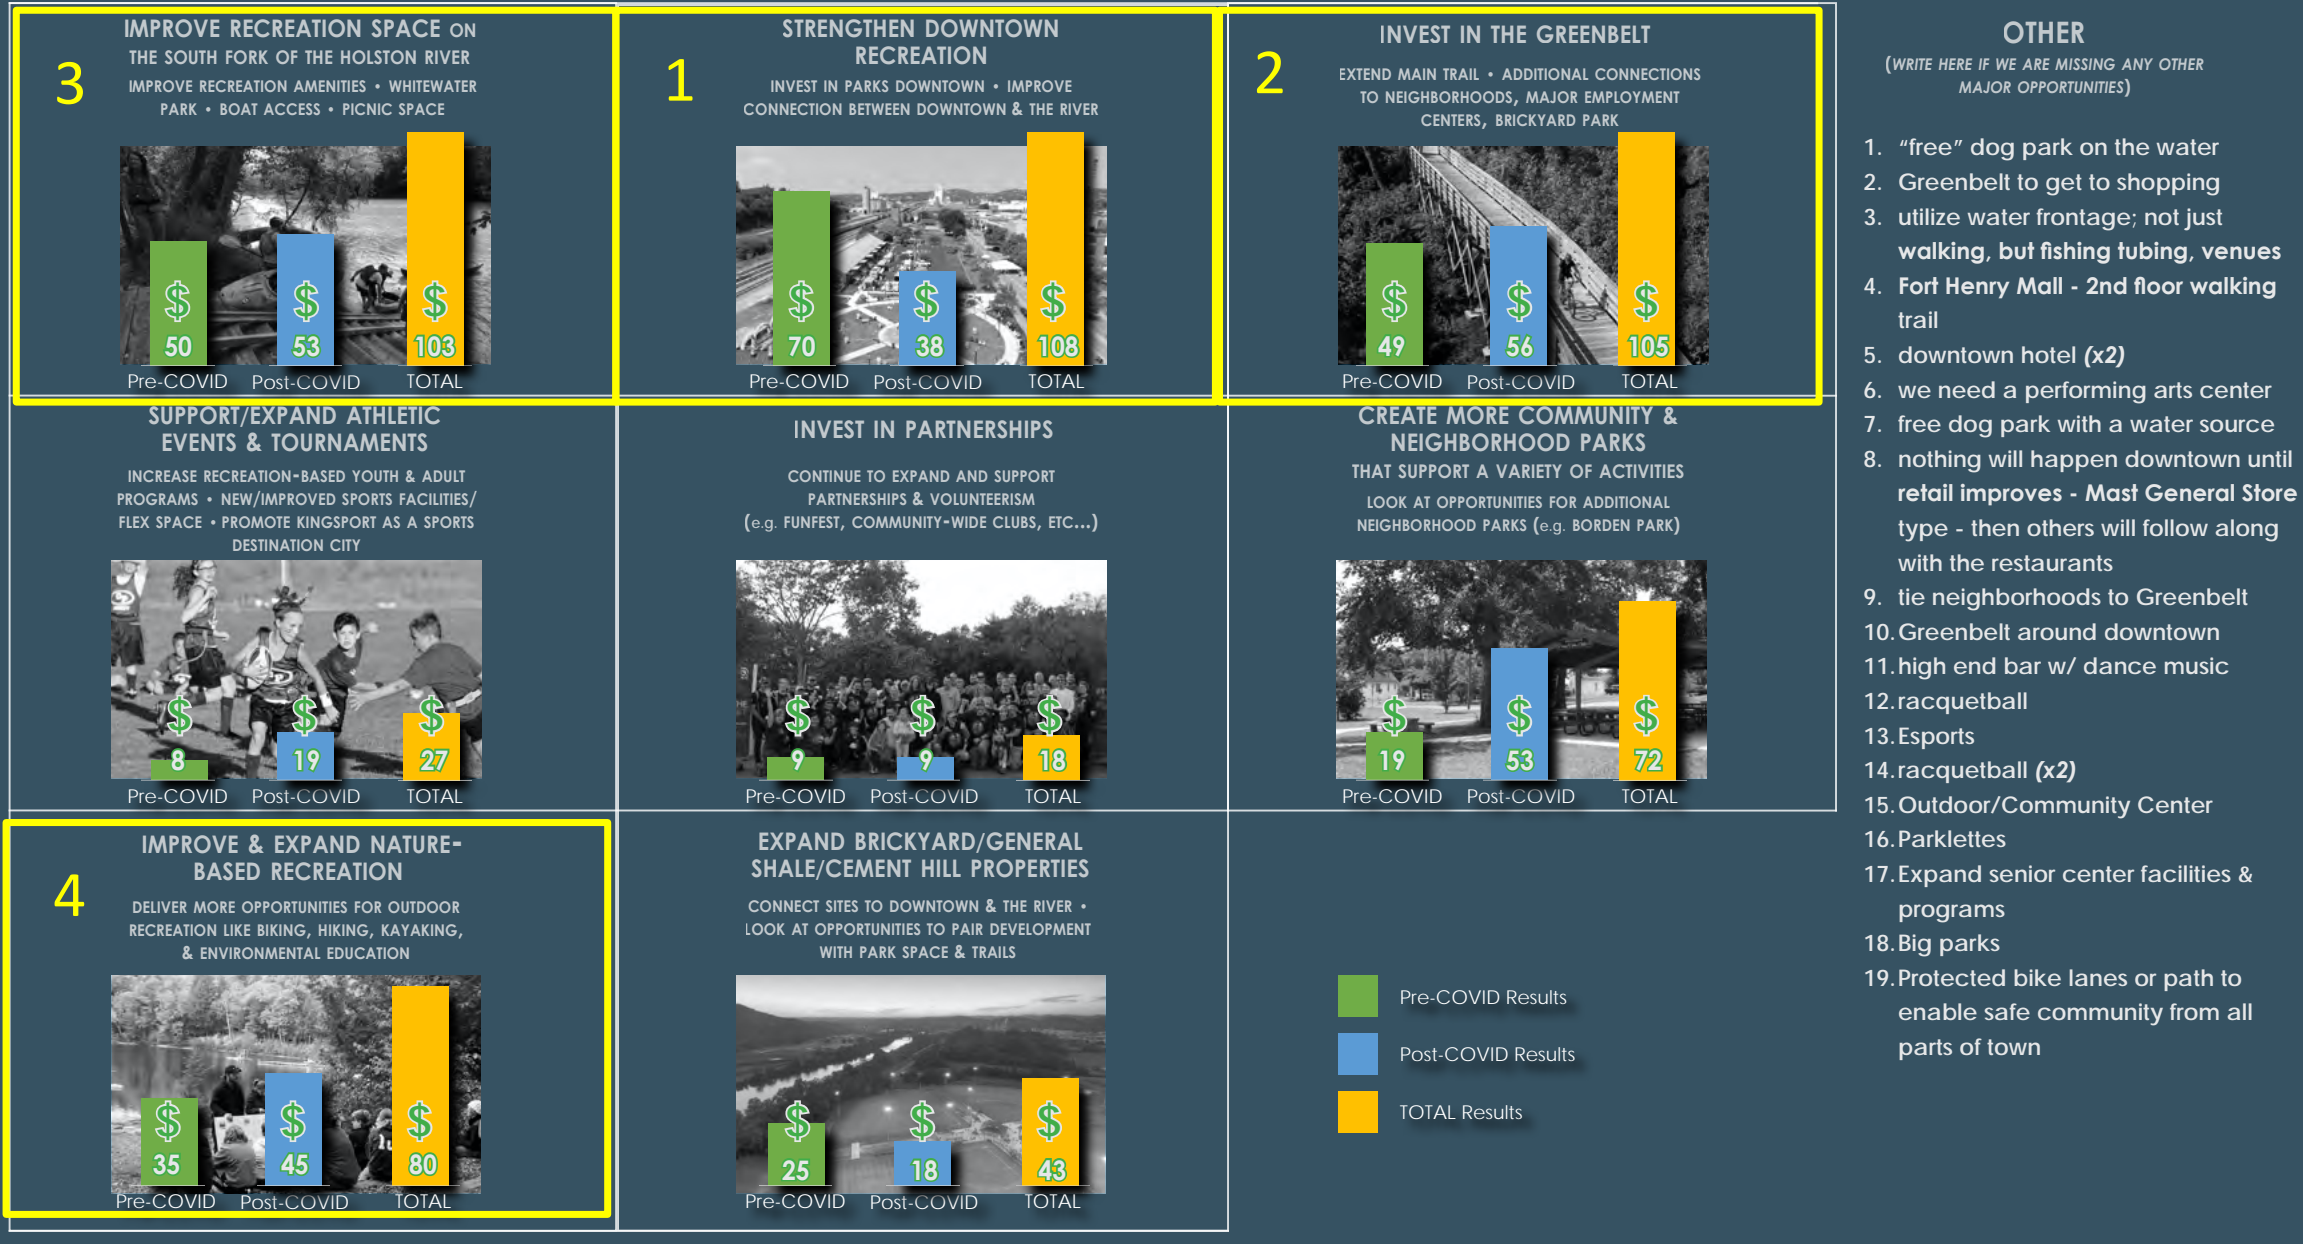 3
IMPROVE RECREATION SPACE ON
THE SOUTH FORK OF THE HOLSTON RIVER
IMPROVE RECREATION AMENITIES • WHITEWATER
PARK • BOAT ACCESS • PICNIC SPACE
$ $ $
50 53 103
Pre-COVID Post-COVID TOTAL
1
STRENGTHEN DOWNTOWN
RECREATION
INVEST IN PARKS DOWNTOWN • IMPROVE
CONNECTION BETWEEN DOWNTOWN & THE RIVER
$ $ $
70 38 108
Pre-COVID Post-COVID TOTAL
2
INVEST IN THE GREENBELT
EXTEND MAIN TRAIL • ADDITIONAL CONNECTIONS
TO NEIGHBORHOODS, MAJOR EMPLOYMENT
CENTERS, BRICKYARD PARK
$ $ $
49 56 105
Pre-COVID Post-COVID TOTAL
SUPPORT/EXPAND ATHLETIC
EVENTS & TOURNAMENTS
INCREASE RECREATION-BASED YOUTH & ADULT
PROGRAMS • NEW/IMPROVED SPORTS FACILITIES/
FLEX SPACE • PROMOTE KINGSPORT AS A SPORTS
DESTINATION CITY
$ $ $
8 19 27
Pre-COVID Post-COVID TOTAL
INVEST IN PARTNERSHIPS
CONTINUE TO EXPAND AND SUPPORT
PARTNERSHIPS & VOLUNTEERISM
(e.g. FUNFEST, COMMUNITY-WIDE CLUBS, ETC...)
$ $ $
9 9 18
Pre-COVID Post-COVID TOTAL
CREATE MORE COMMUNITY &
NEIGHBORHOOD PARKS
THAT SUPPORT A VARIETY OF ACTIVITIES
LOOK AT OPPORTUNITIES FOR ADDITIONAL
NEIGHBORHOOD PARKS (e.g. BORDEN PARK)
$ $ $
19 53 72
Pre-COVID Post-COVID TOTAL
4
IMPROVE & EXPAND NATURE-
BASED RECREATION
DELIVER MORE OPPORTUNITIES FOR OUTDOOR
RECREATION LIKE BIKING, HIKING, KAYAKING,
& ENVIRONMENTAL EDUCATION
$ $ $
35 45 80
Pre-COVID Post-COVID TOTAL
EXPAND BRICKYARD/GENERAL
SHALE/CEMENT HILL PROPERTIES
CONNECT SITES TO DOWNTOWN & THE RIVER •
LOOK AT OPPORTUNITIES TO PAIR DEVELOPMENT
WITH PARK SPACE & TRAILS
$ $ $
25 18 43
Pre-COVID Post-COVID TOTAL
Pre-COVID Results
Post-COVID Results
TOTAL Results
OTHER
(WRITE HERE IF WE ARE MISSING ANY OTHER
MAJOR OPPORTUNITIES)
1. “free” dog park on the water
2. Greenbelt to get to shopping
3. utilize water frontage; not just
walking, but fishing tubing, venues
4. Fort Henry Mall - 2nd floor walking
trail
5. downtown hotel (x2)
6. we need a performing arts center
7. free dog park with a water source
8. nothing will happen downtown until
retail improves - Mast General Store
type - then others will follow along
with the restaurants
9. tie neighborhoods to Greenbelt
10. Greenbelt around downtown
11. high end bar w/ dance music
12. racquetball
13. Esports
14. racquetball (x2)
15. Outdoor/Community Center
16. Parklettes
17. Expand senior center facilities &
programs
18. Big parks
19. Protected bike lanes or path to
enable safe community from all
parts of town